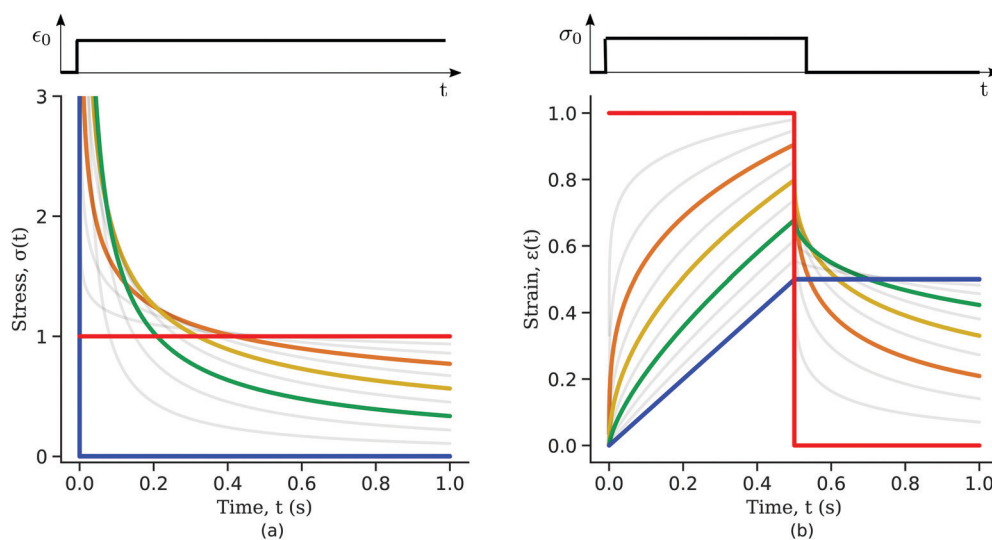 ϵ₀
t
3
2
1
0
Stress, σ(t)
0.0 0.2 0.4 0.6 0.8 1.0
Time, t (s)
(a)
σ₀
t
1.0
0.8
0.6
0.4
0.2
0.0
Strain, ε(t)
0.0 0.2 0.4 0.6 0.8 1.0
Time, t (s)
(b)